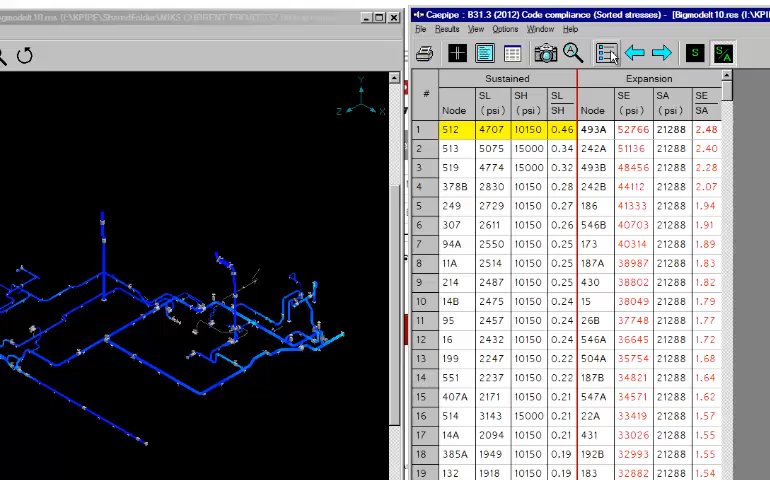 Caepipe : B31.3 (2012) Code compliance (Sorted stresses) - [Bigmodelt10.res (I:\KPIP
File Results View Options Window Help
Sustained Expansion
# Node SL (psi) SH (psi) SL SH Node SE (psi) SA (psi) SE SA
1 512 4707 10150 0.46 493A 52766 21288 2.48
2 513 5075 15000 0.34 242A 51136 21288 2.40
3 519 4774 15000 0.32 493B 48456 21288 2.28
4 378B 2830 10150 0.28 242B 44112 21288 2.07
5 249 2729 10150 0.27 186 41333 21288 1.94
6 307 2611 10150 0.26 546B 40703 21288 1.91
7 94A 2550 10150 0.25 173 40314 21288 1.89
8 11A 2514 10150 0.25 187A 38987 21288 1.83
9 214 2487 10150 0.25 430 38802 21288 1.82
10 14B 2475 10150 0.24 15 38049 21288 1.79
11 95 2457 10150 0.24 26B 37748 21288 1.77
12 16 2432 10150 0.24 546A 36645 21288 1.72
13 199 2247 10150 0.22 504A 35754 21288 1.68
14 551 2237 10150 0.22 187B 34821 21288 1.64
15 407A 2171 10150 0.21 547A 34571 21288 1.62
16 514 3143 15000 0.21 22A 33419 21288 1.57
17 14A 2094 10150 0.21 431 33026 21288 1.55
18 385A 1949 10150 0.19 192B 32993 21288 1.55
19 132 1918 10150 0.19 183 32882 21288 1.54
Y
Z X
S S/A